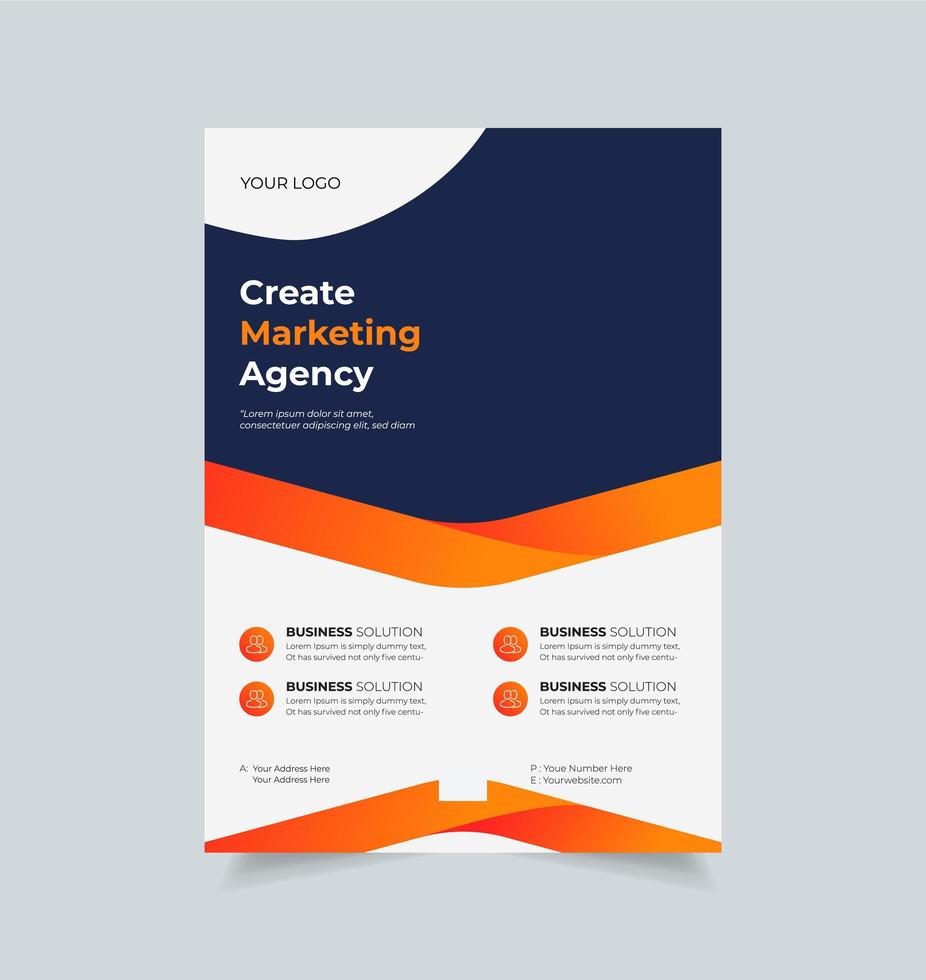 YOUR LOGO
Create
Marketing
Agency
“Lorem ipsum dolor sit amet,
consectetuer adipiscing elit, sed diam
BUSINESS SOLUTION
Lorem Ipsum is simply dummy text,
Ot has survived not only five centu-
BUSINESS SOLUTION
Lorem Ipsum is simply dummy text,
Ot has survived not only five centu-
BUSINESS SOLUTION
Lorem Ipsum is simply dummy text,
Ot has survived not only five centu-
BUSINESS SOLUTION
Lorem Ipsum is simply dummy text,
Ot has survived not only five centu-
A: Your Address Here
Your Address Here
P : Youe Number Here
E : Yourwebsite.com